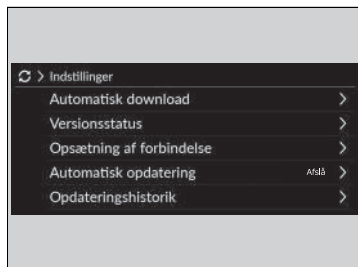 Indstillinger
Automatisk download
Versionsstatus
Opsætning af forbindelse
Automatisk opdatering Afslå
Opdateringshistorik